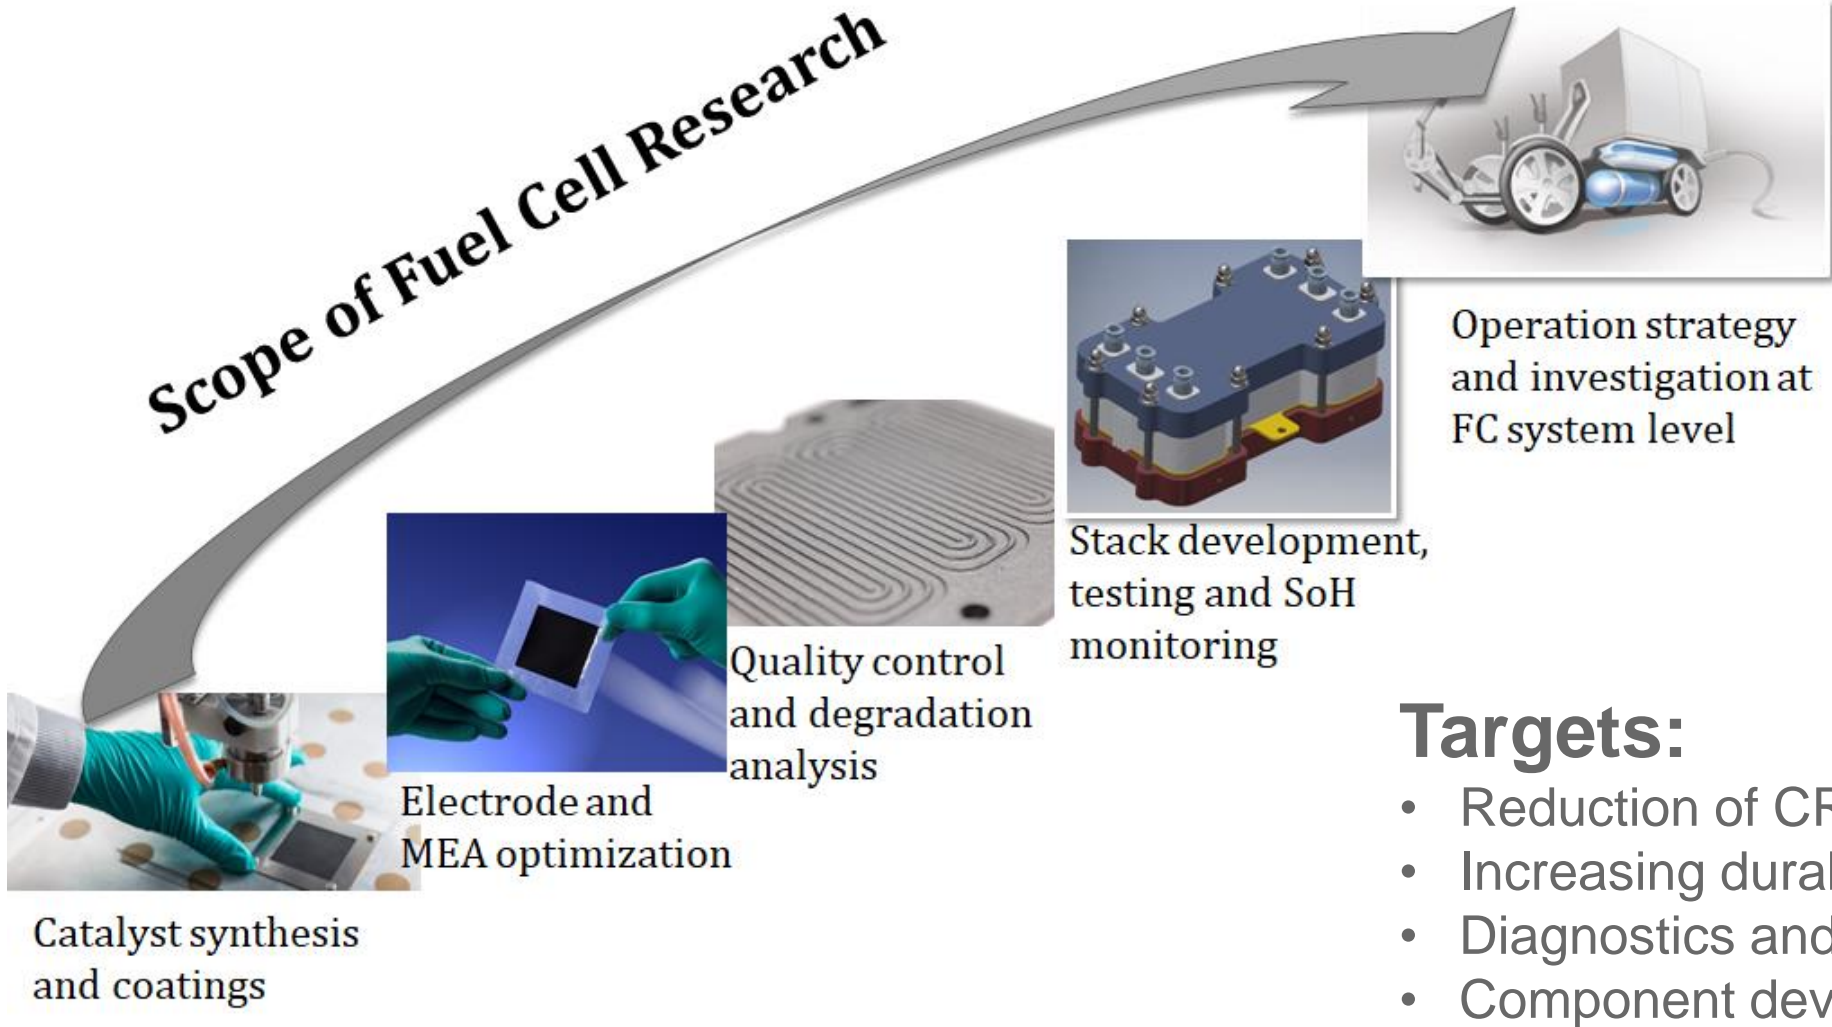 Scope of Fuel Cell Research
Operation strategy
and investigation at
FC system level
Stack development,
testing and SoH
monitoring
Quality control
and degradation
analysis
Electrode and
MEA optimization
Catalyst synthesis
and coatings
Targets:
• Reduction of
• Increasing
• Diagnostics and
• Component